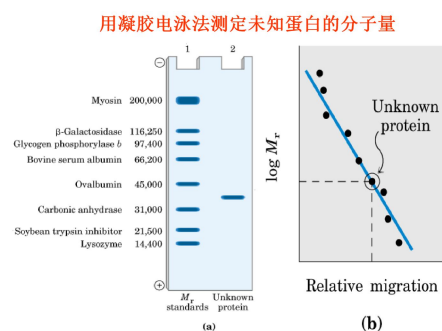 用凝胶电泳法测定未知蛋白的分子量
1 2
Myosin 200,000
β-Galactosidase 116,250
Glycogen phosphorylase b 97,400
Bovine serum albumin 66,200
Ovalbumin 45,000
Carbonic anhydrase 31,000
Soybean trypsin inhibitor 21,500
Lysozyme 14,400
− +
Mr standards
Unknown protein
(a)
log Mr
Unknown
protein
Relative migration
(b)